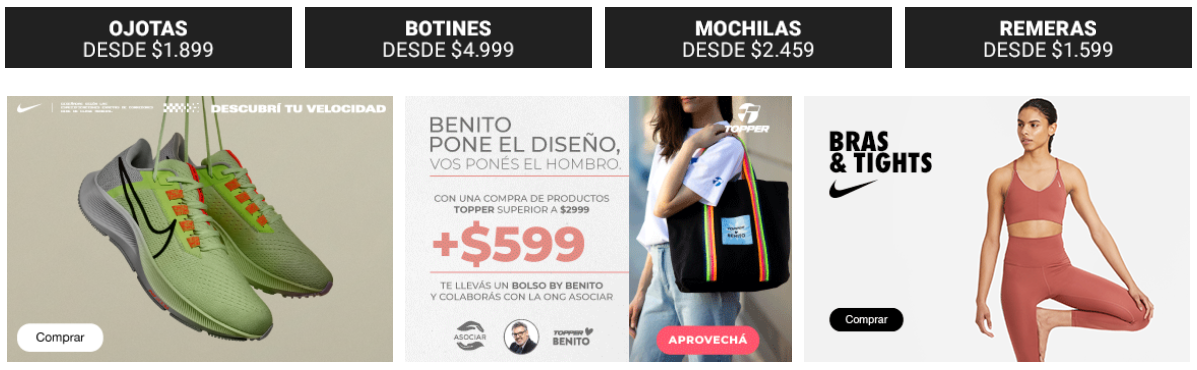 OJOTAS
DESDE $1.899
BOTINES
DESDE $4.999
MOCHILAS
DESDE $2.459
REMERAS
DESDE $1.599
DESCUBRÍ TU VELOCIDAD
Comprar
BENITO
PONE EL DISEÑO,
VOS PONÉS EL HOMBRO.
CON UNA COMPRA DE PRODUCTOS
TOPPER SUPERIOR A $2999
+$599
TE LLEVÁS UN BOLSO BY BENITO
Y COLABORÁS CON LA ONG ASOCIAR
ASOCIAR
TOPPER
BENITO
TOPPER
APROVECHÁ
BRAS
& TIGHTS
Comprar